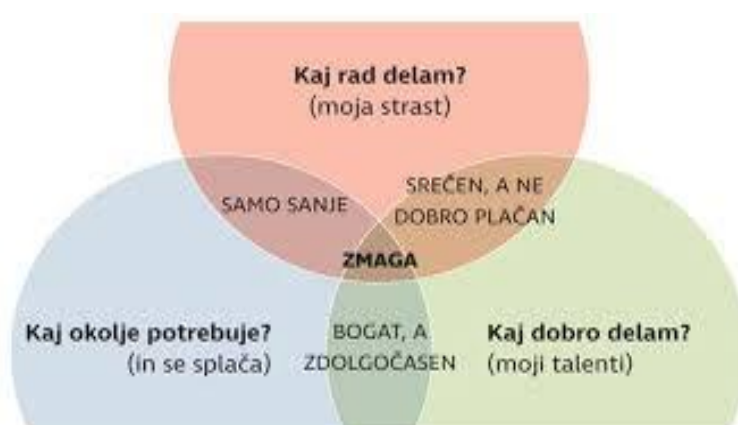 Kaj rad delam?
(moja strast)
SAMO SANJE
SREČEN, A NE
DOBRO PLAČAN
ZMAGA
Kaj okolje potrebuje?
(in se splača)
BOGAT, A
ZDOLGOČASEN
Kaj dobro delam?
(moji talenti)